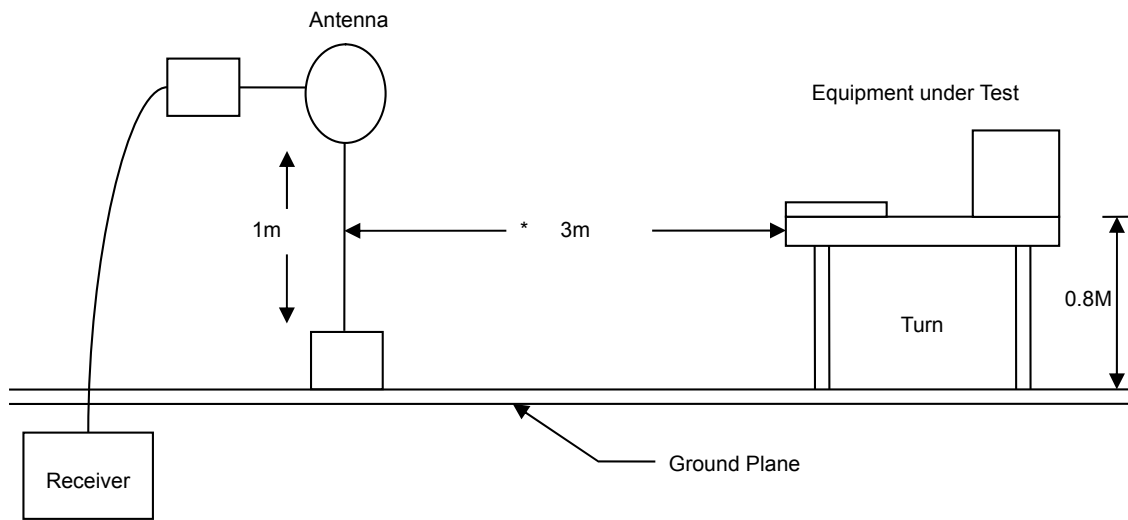 Antenna
Equipment under Test
1m
* 3m
0.8M
Turn
Ground Plane
Receiver